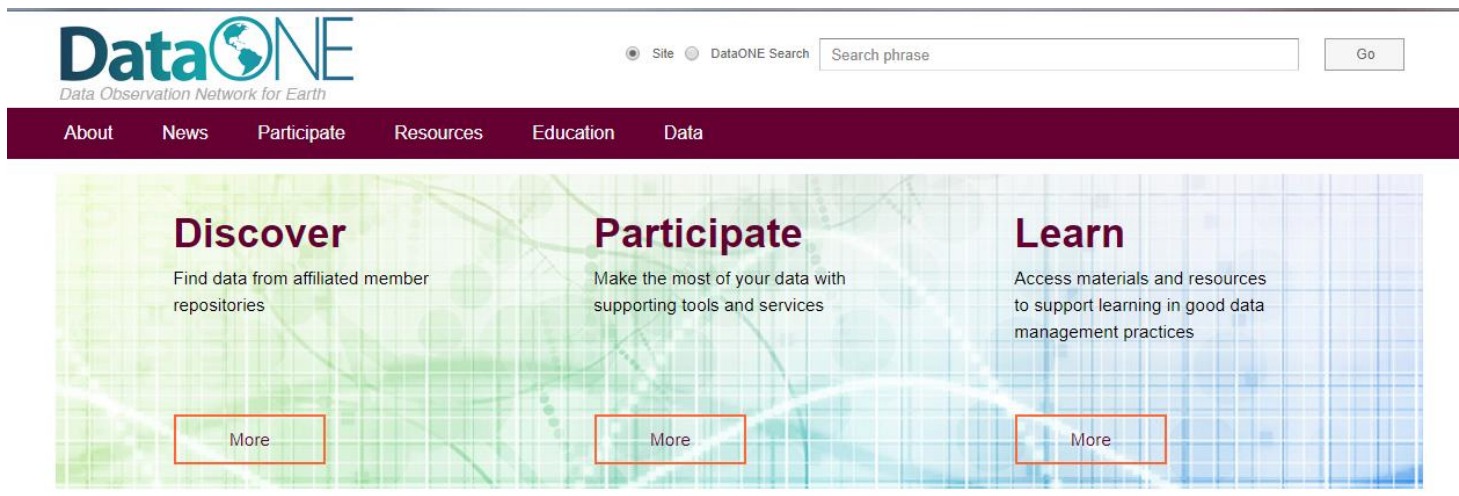 DataONE
Data Observation Network for Earth
Site DataONE Search Search phrase Go
About News Participate Resources Education Data
Discover
Find data from affiliated member
repositories
More
Participate
Make the most of your data with
supporting tools and services
More
Learn
Access materials and resources
to support learning in good data
management practices
More